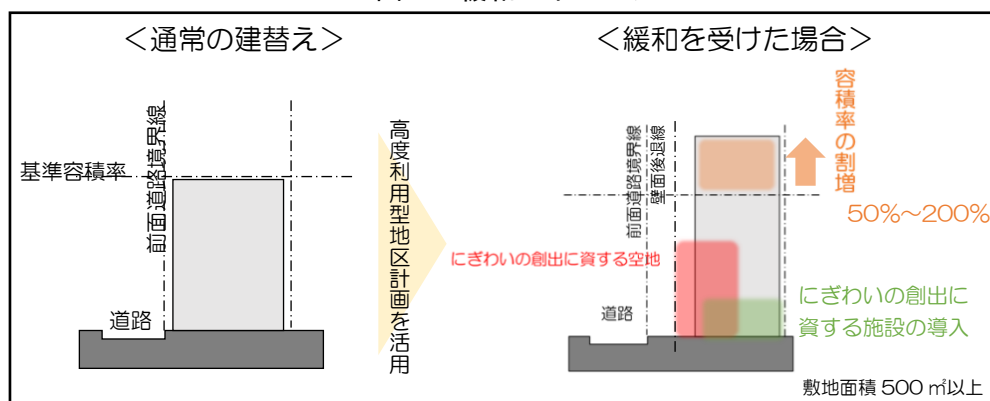 ＜通常の建替え＞
基準容積率
前面道路境界線
道路
高度利用型地区計画を活用
＜緩和を受けた場合＞
前面道路境界線
壁面後退線
容積率の割増
50%～200%
にぎわいの創出に資する空地
道路
にぎわいの創出に
資する施設の導入
敷地面積 500 ㎡以上